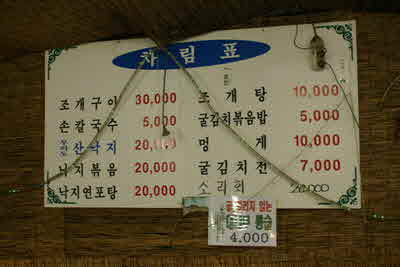 차림표
조개구이 30,000
손칼국수 5,000
산낙지 20,000
낙지볶음 20,000
낙지연포탕 20,000
조개탕 10,000
굴김치볶음밥 5,000
멍게 10,000
굴김치전 7,000
소리회 20,000
않는
4,000